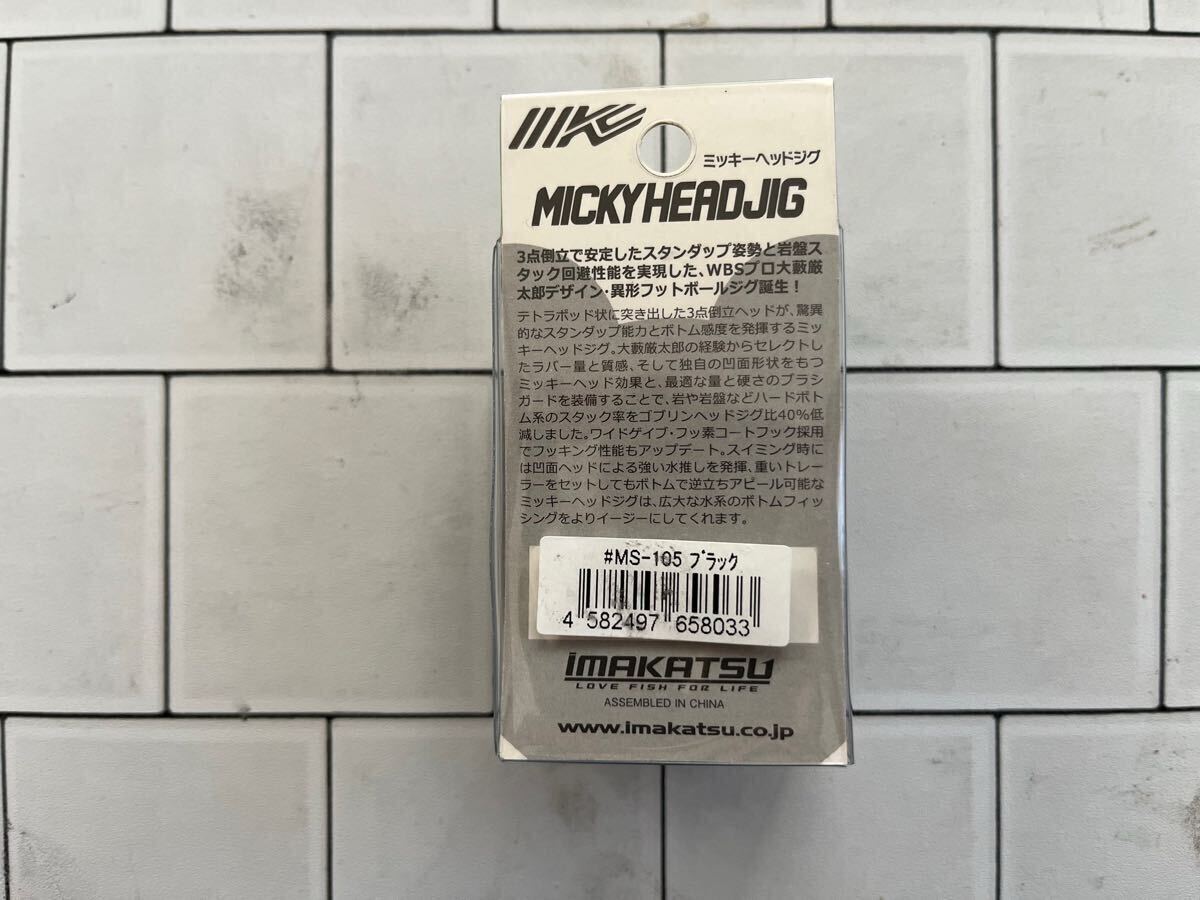 ミッキーヘッドジグ
MICKYHEADJIG
3点倒立で安定したスタンダップ姿勢と岩盤ス
タック回避性能を実現した、WBSプロ大藪厳
太郎デザイン・異形フットボールジグ誕生！
テトラポッド状に突き出した3点倒立ヘッドが、驚異
的なスタンダップ能力とボトム感度を発揮するミッ
キーヘッドジグ。大藪厳太郎の経験からセレクトし
たラバー量と質感、そして独自の凹面形状をもつ
ミッキーヘッド効果と、最適な量と硬さのブラシ
ガードを装備することで、岩や岩盤などハードボト
ム系のスタック率をゴブリンヘッドジグ比40%低
減しました。ワイドゲイブ・フッ素コートフック採用
でフッキング性能もアップデート。スイミング時に
は凹面ヘッドによる強い水推しを発揮、重いトレー
ラーをセットしてもボトムで逆立ちアピール可能な
ミッキーヘッドジグは、広大な水系のボトムフィッ
シングをよりイージーにしてくれます。
#MS-105 ブラック
4 582497 658033
IMAKATSU
LOVE FISH FOR LIFE
ASSEMBLED IN CHINA
www.imakatsu.co.jp